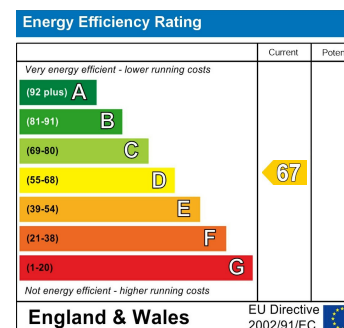 Energy Efficiency Rating
Current Poten
Very energy efficient - lower running costs
(92 plus) A
(81-91) B
(69-80) C
(55-68) D 67
(39-54) E
(21-38) F
(1-20) G
Not energy efficient - higher running costs
England & Wales
EU Directive
2002/91/EC